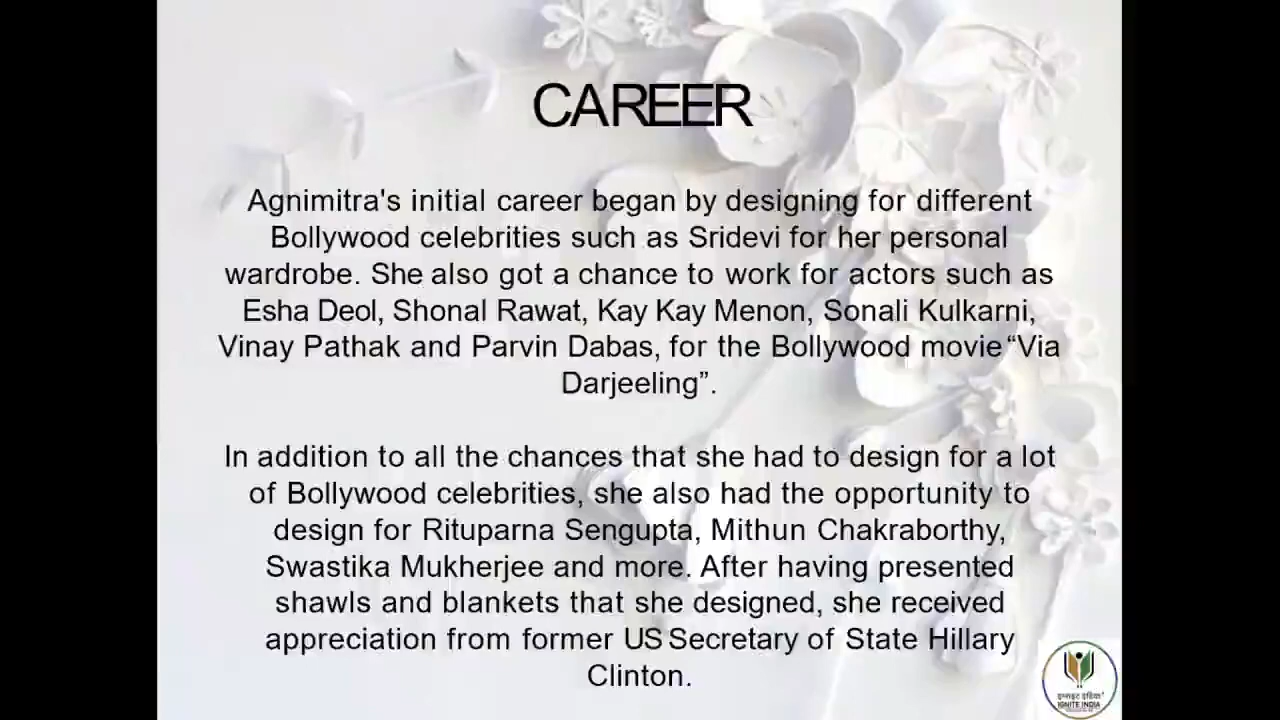 CAREER
Agnimitra's initial career began by designing for different
Bollywood celebrities such as Sridevi for her personal
wardrobe. She also got a chance to work for actors such as
Esha Deol, Shonal Rawat, Kay Kay Menon, Sonali Kulkarni,
Vinay Pathak and Parvin Dabas, for the Bollywood movie “Via
Darjeeling”.
In addition to all the chances that she had to design for a lot
of Bollywood celebrities, she also had the opportunity to
design for Rituparna Sengupta, Mithun Chakraborthy,
Swastika Mukherjee and more. After having presented
shawls and blankets that she designed, she received
appreciation from former US Secretary of State Hillary
Clinton.
इग्नाइट इंडिया
IGNITE INDIA